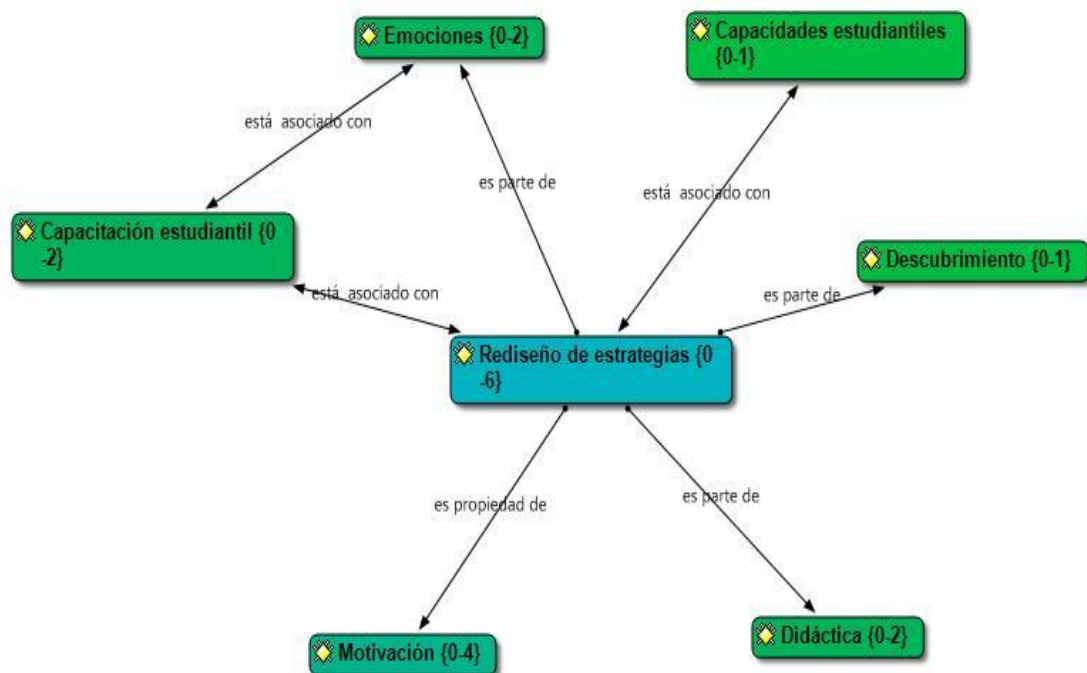 Emociones {0-2}
Capacidades estudiantiles
{0-1}
está  asociado con
es parte de
está  asociado con
Capacitación estudiantil {0
-2}
Descubrimiento {0-1}
está  asociado con
es parte de
Rediseño de estrategias {0
-6}
es propiedad de
es parte de
Motivación {0-4}
Didáctica {0-2}